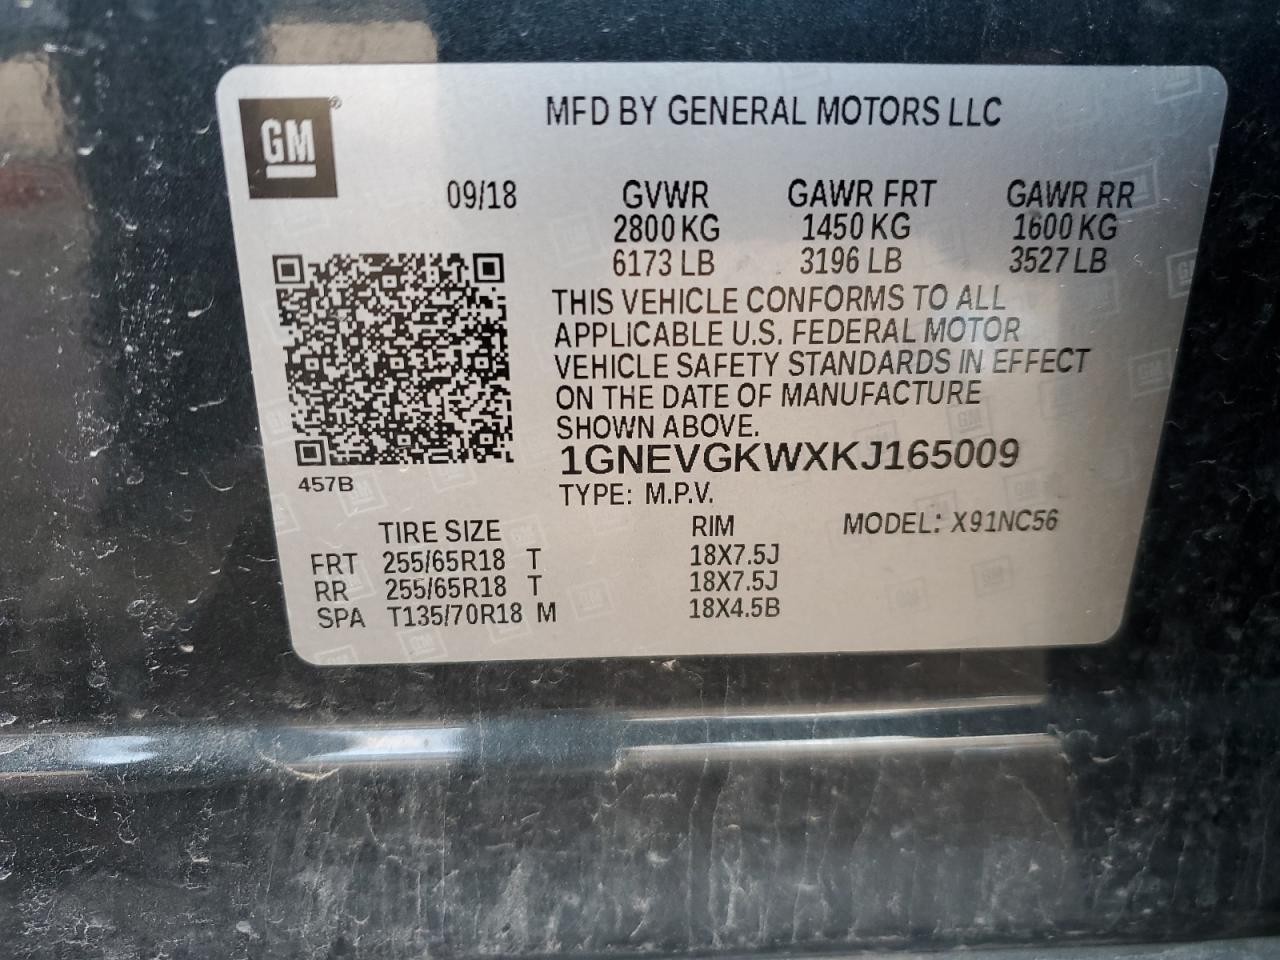 GM®
MFD BY GENERAL MOTORS LLC
09/18 GVWR GAWR FRT GAWR RR
2800 KG 1450 KG 1600 KG
6173 LB 3196 LB 3527 LB
THIS VEHICLE CONFORMS TO ALL
APPLICABLE U.S. FEDERAL MOTOR
VEHICLE SAFETY STANDARDS IN EFFECT
ON THE DATE OF MANUFACTURE
SHOWN ABOVE.
1GNEVGKWXKJ165009
457B
TYPE: M.P.V.
TIRE SIZE RIM MODEL: X91NC56
FRT 255/65R18 T 18X7.5J
RR 255/65R18 T 18X7.5J
SPA T135/70R18 M 18X4.5B